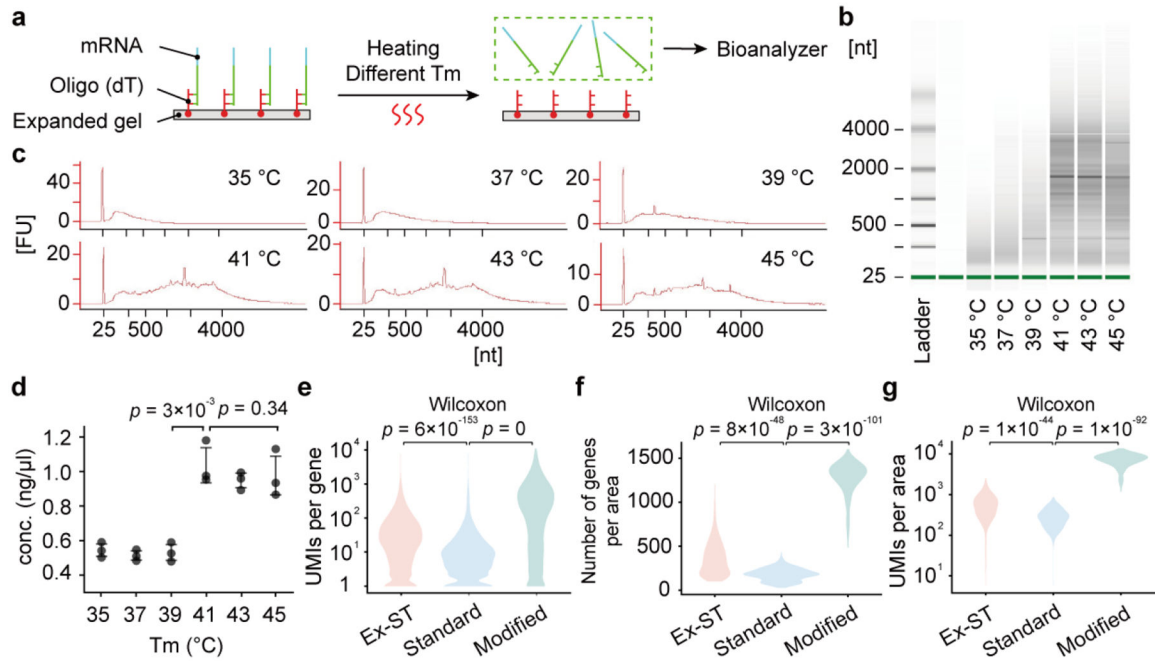 a
mRNA
Oligo (dT)
Expanded gel
Heating
Different Tm
Bioanalyzer
b
[nt]
4000
2000
500
25
Ladder
35 °C
37 °C
39 °C
41 °C
43 °C
45 °C
c
[FU]
40
0
35 °C
20
0
37 °C
20
0
39 °C
20
0
41 °C
20
0
43 °C
10
0
45 °C
25 500 4000
25 500 4000
25 500 4000
[nt]
d
p = 3×10⁻³ p = 0.34
conc. (ng/µl)
1.2
1.0
0.8
0.6
0.4
35 37 39 41 43 45
Tm (°C)
e
Wilcoxon
p = 6×10⁻¹⁵³ p = 0
UMIs per gene
10⁴
10³
10²
10¹
1
Ex-ST
Standard
Modified
f
Wilcoxon
p = 8×10⁻⁴⁸ p = 3×10⁻¹⁰¹
Number of genes
per area
1500
1000
500
0
Ex-ST
Standard
Modified
g
Wilcoxon
p = 1×10⁻⁴⁴ p = 1×10⁻⁹²
UMIs per area
10⁴
10³
10²
10¹
Ex-ST
Standard
Modified